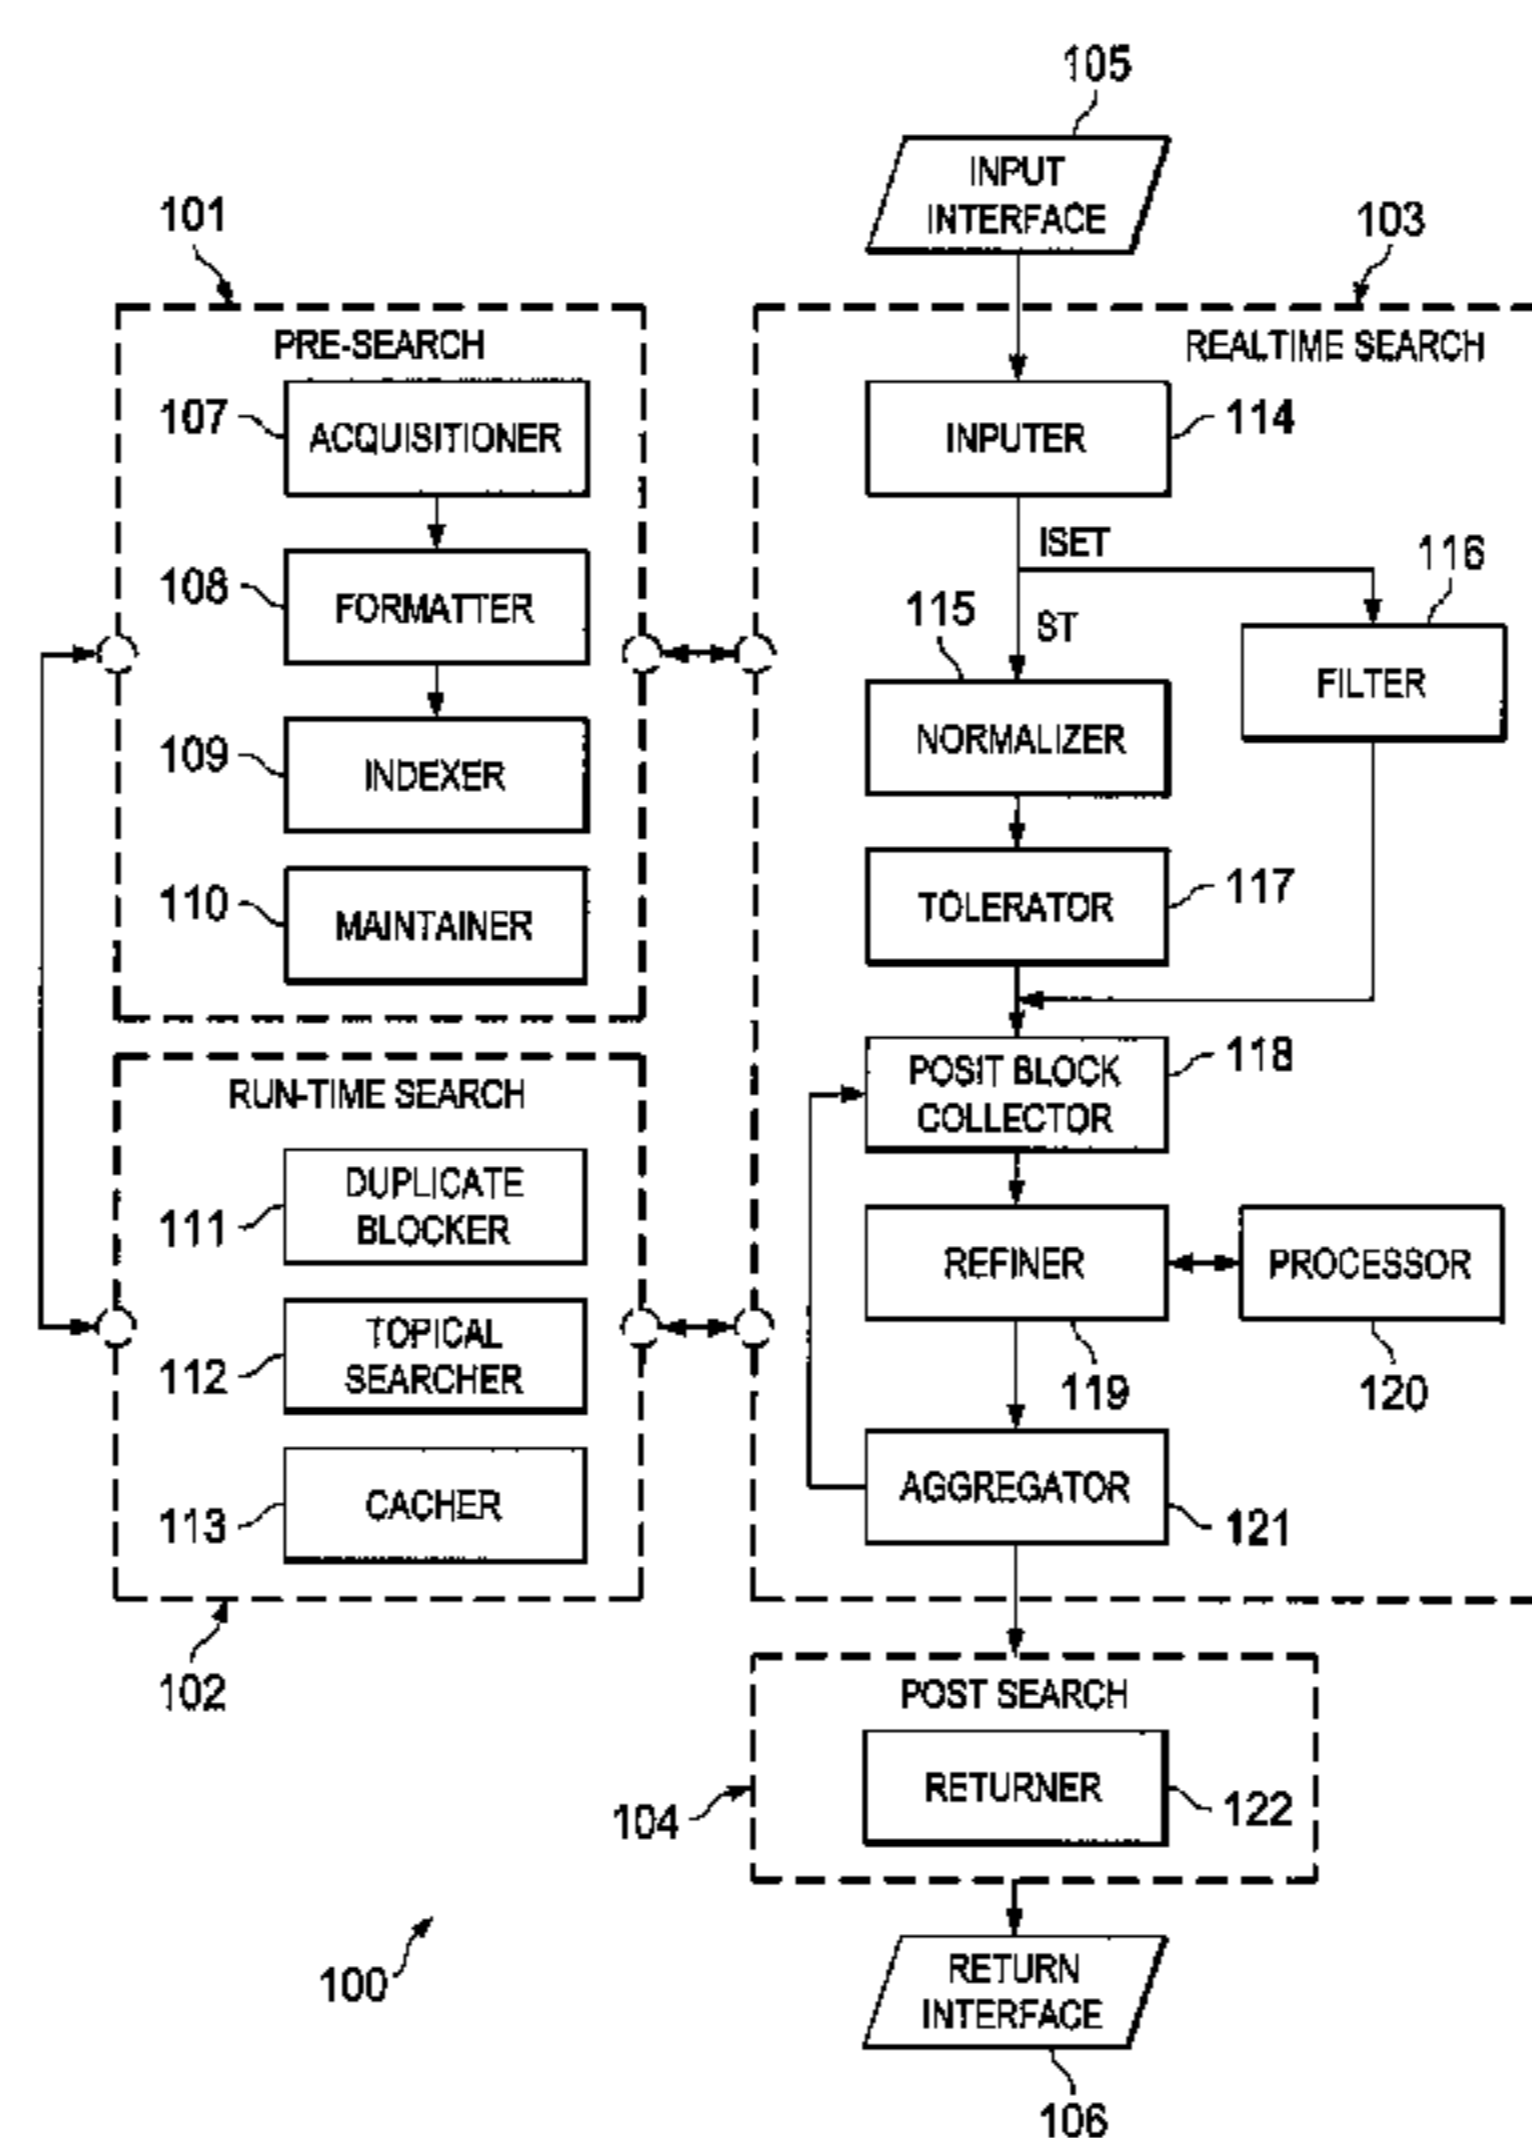 105
INPUT
INTERFACE
101
103
PRE-SEARCH
REALTIME SEARCH
107
ACQUISITIONER
INPUTER
114
ISET
116
108
FORMATTER
115
ST
FILTER
109
INDEXER
NORMALIZER
110
MAINTAINER
TOLERATOR
117
118
RUN-TIME SEARCH
POSIT BLOCK
COLLECTOR
111
DUPLICATE
BLOCKER
REFINER
PROCESSOR
112
TOPICAL
SEARCHER
119
120
113
CACHER
AGGREGATOR
121
102
POST SEARCH
104
RETURNER
122
100
RETURN
INTERFACE
106